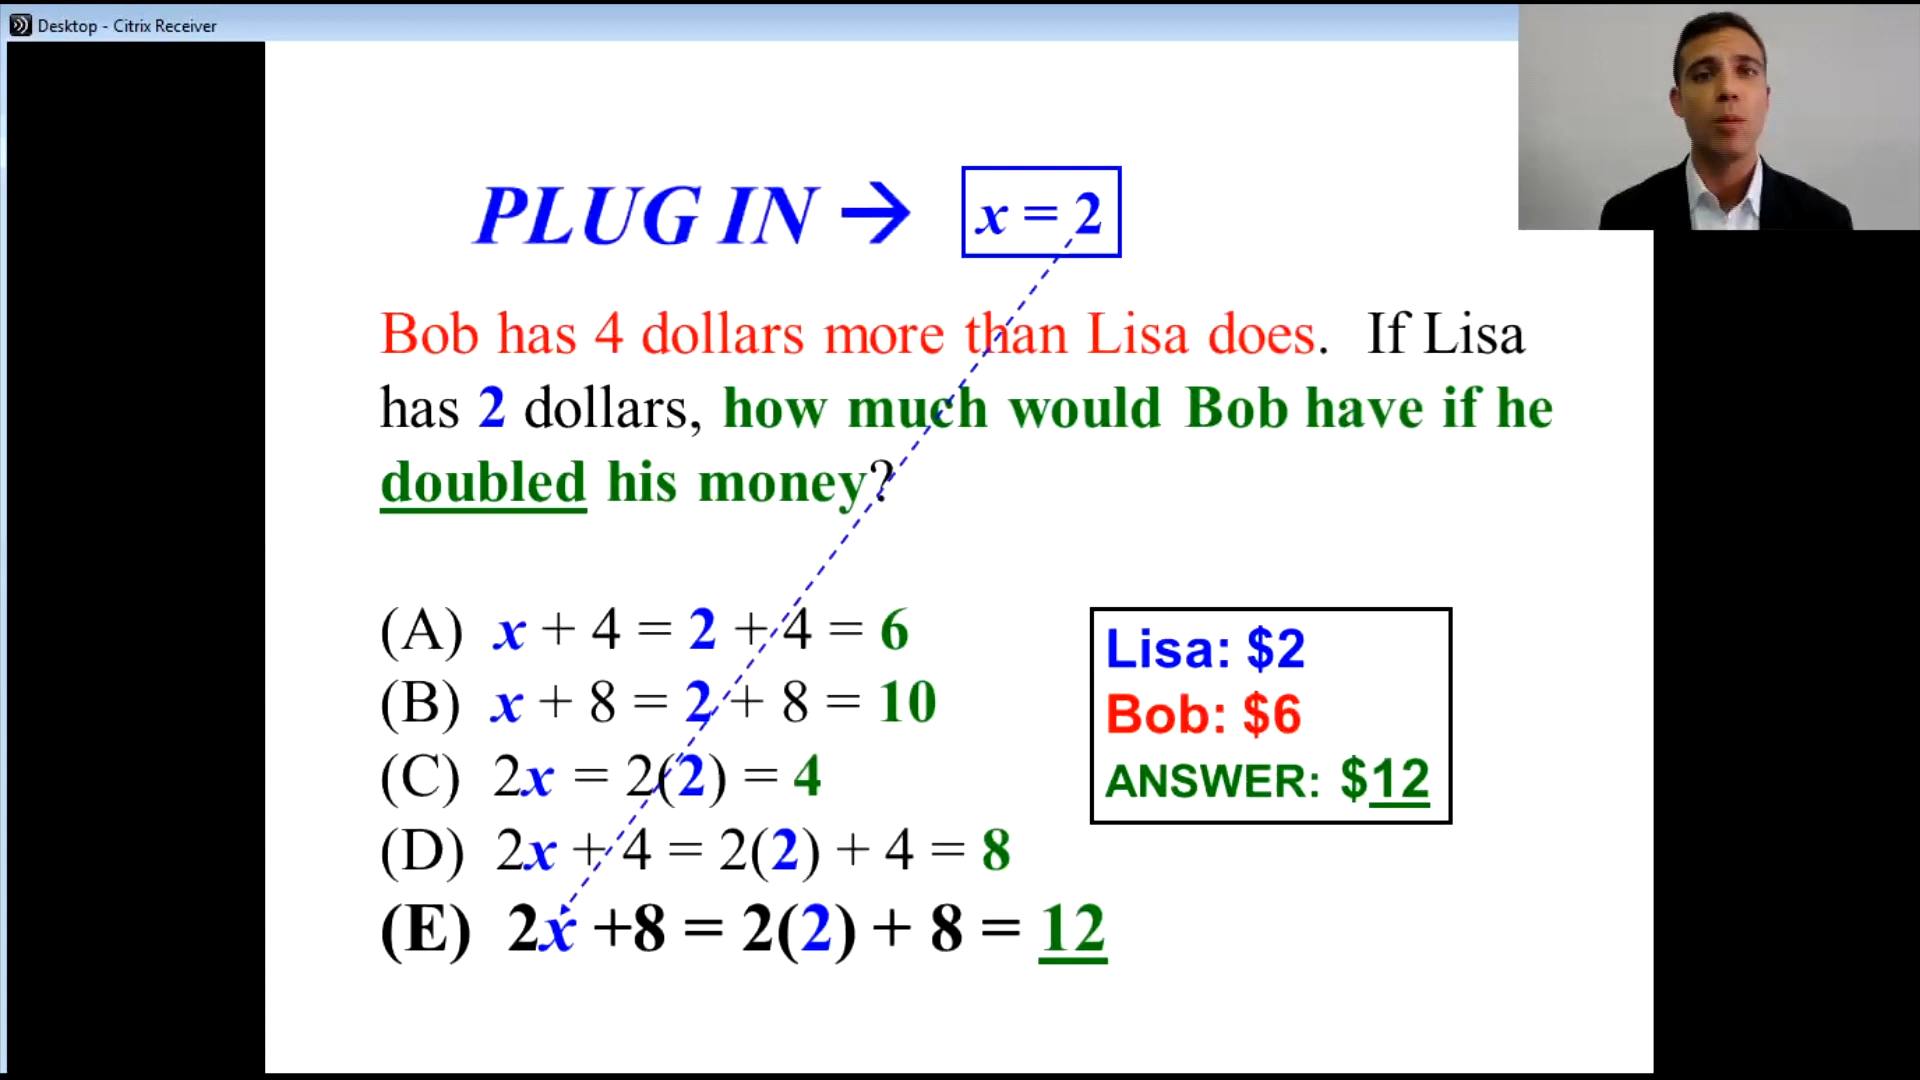 Desktop - Citrix Receiver
PLUG IN → x = 2
Bob has 4 dollars more than Lisa does. If Lisa
has 2 dollars, how much would Bob have if he
doubled his money?
(A) x + 4 = 2 + 4 = 6
(B) x + 8 = 2 + 8 = 10
(C) 2x = 2(2) = 4
(D) 2x + 4 = 2(2) + 4 = 8
(E) 2x +8 = 2(2) + 8 = 12
Lisa: $2
Bob: $6
ANSWER: $12